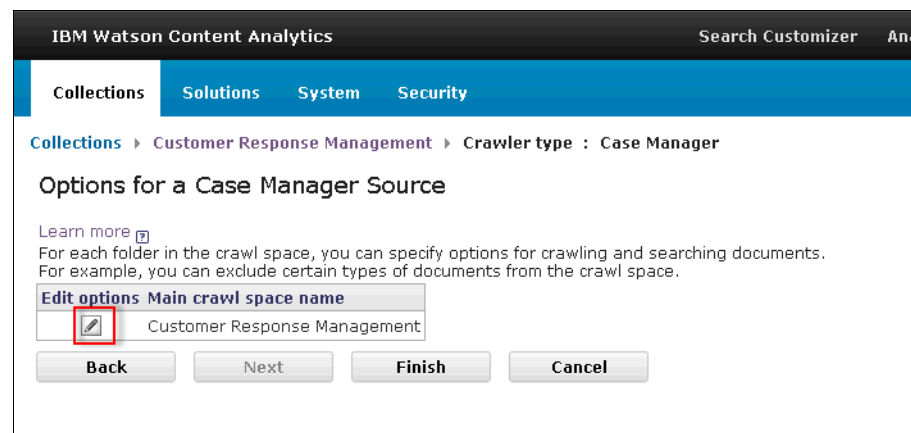 IBM Watson Content Analytics Search Customizer
Collections Solutions System Security
Collections Customer Response Management Crawler type : Case Manager
Options for a Case Manager Source
Learn more
For each folder in the crawl space, you can specify options for crawling and searching documents.
For example, you can exclude certain types of documents from the crawl space.
Edit options Main crawl space name
Customer Response Management
Back Next Finish Cancel